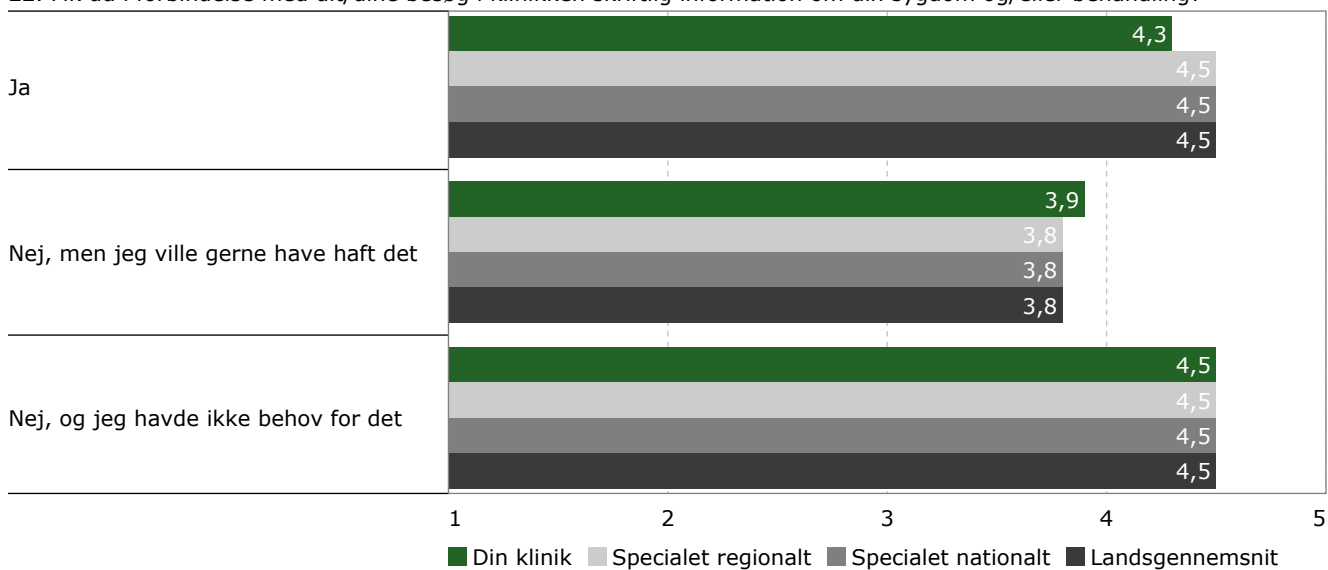 Ja
4,3
4,5
4,5
4,5
Nej, men jeg ville gerne have haft det
3,9
3,8
3,8
3,8
Nej, og jeg havde ikke behov for det
4,5
4,5
4,5
4,5
1 2 3 4 5
Din klinik Specialet regionalt Specialet nationalt Landsgennemsnit